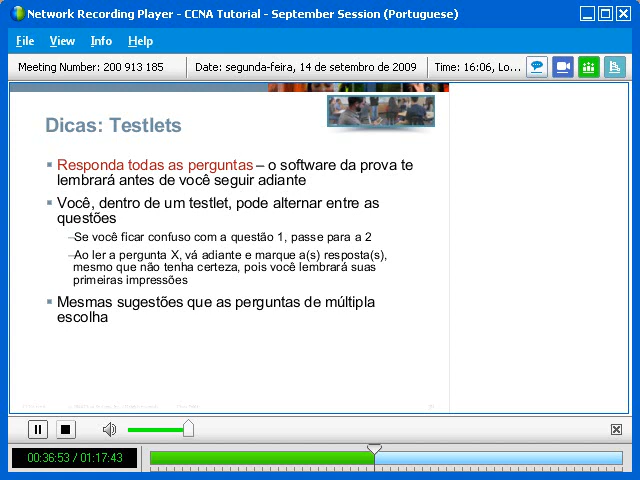 Network Recording Player - CCNA Tutorial - September Session (Portuguese)
File View Info Help
Meeting Number: 200 913 185 Date: segunda-feira, 14 de setembro de 2009 Time: 16:06, Lo...
Dicas: Testlets
Responda todas as perguntas – o software da prova te
lembrará antes de você seguir adiante
Você, dentro de um testlet, pode alternar entre as
questões
–Se você ficar confuso com a questão 1, passe para a 2
–Ao ler a pergunta X, vá adiante e marque a(s) resposta(s),
mesmo que não tenha certeza, pois você lembrará suas
primeiras impressões
Mesmas sugestões que as perguntas de múltipla
escolha
00:36:53 / 01:17:43